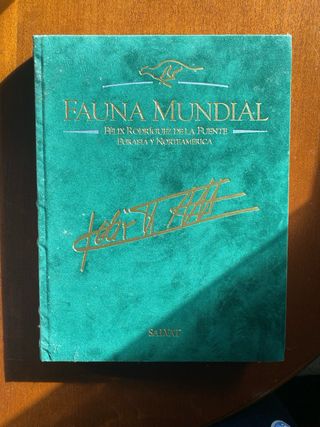 FAUNA MUNDIAL
FÉLIX RODRÍGUEZ DE LA FUENTE
EURASIA Y NORTEAMÉRICA
SALVAT